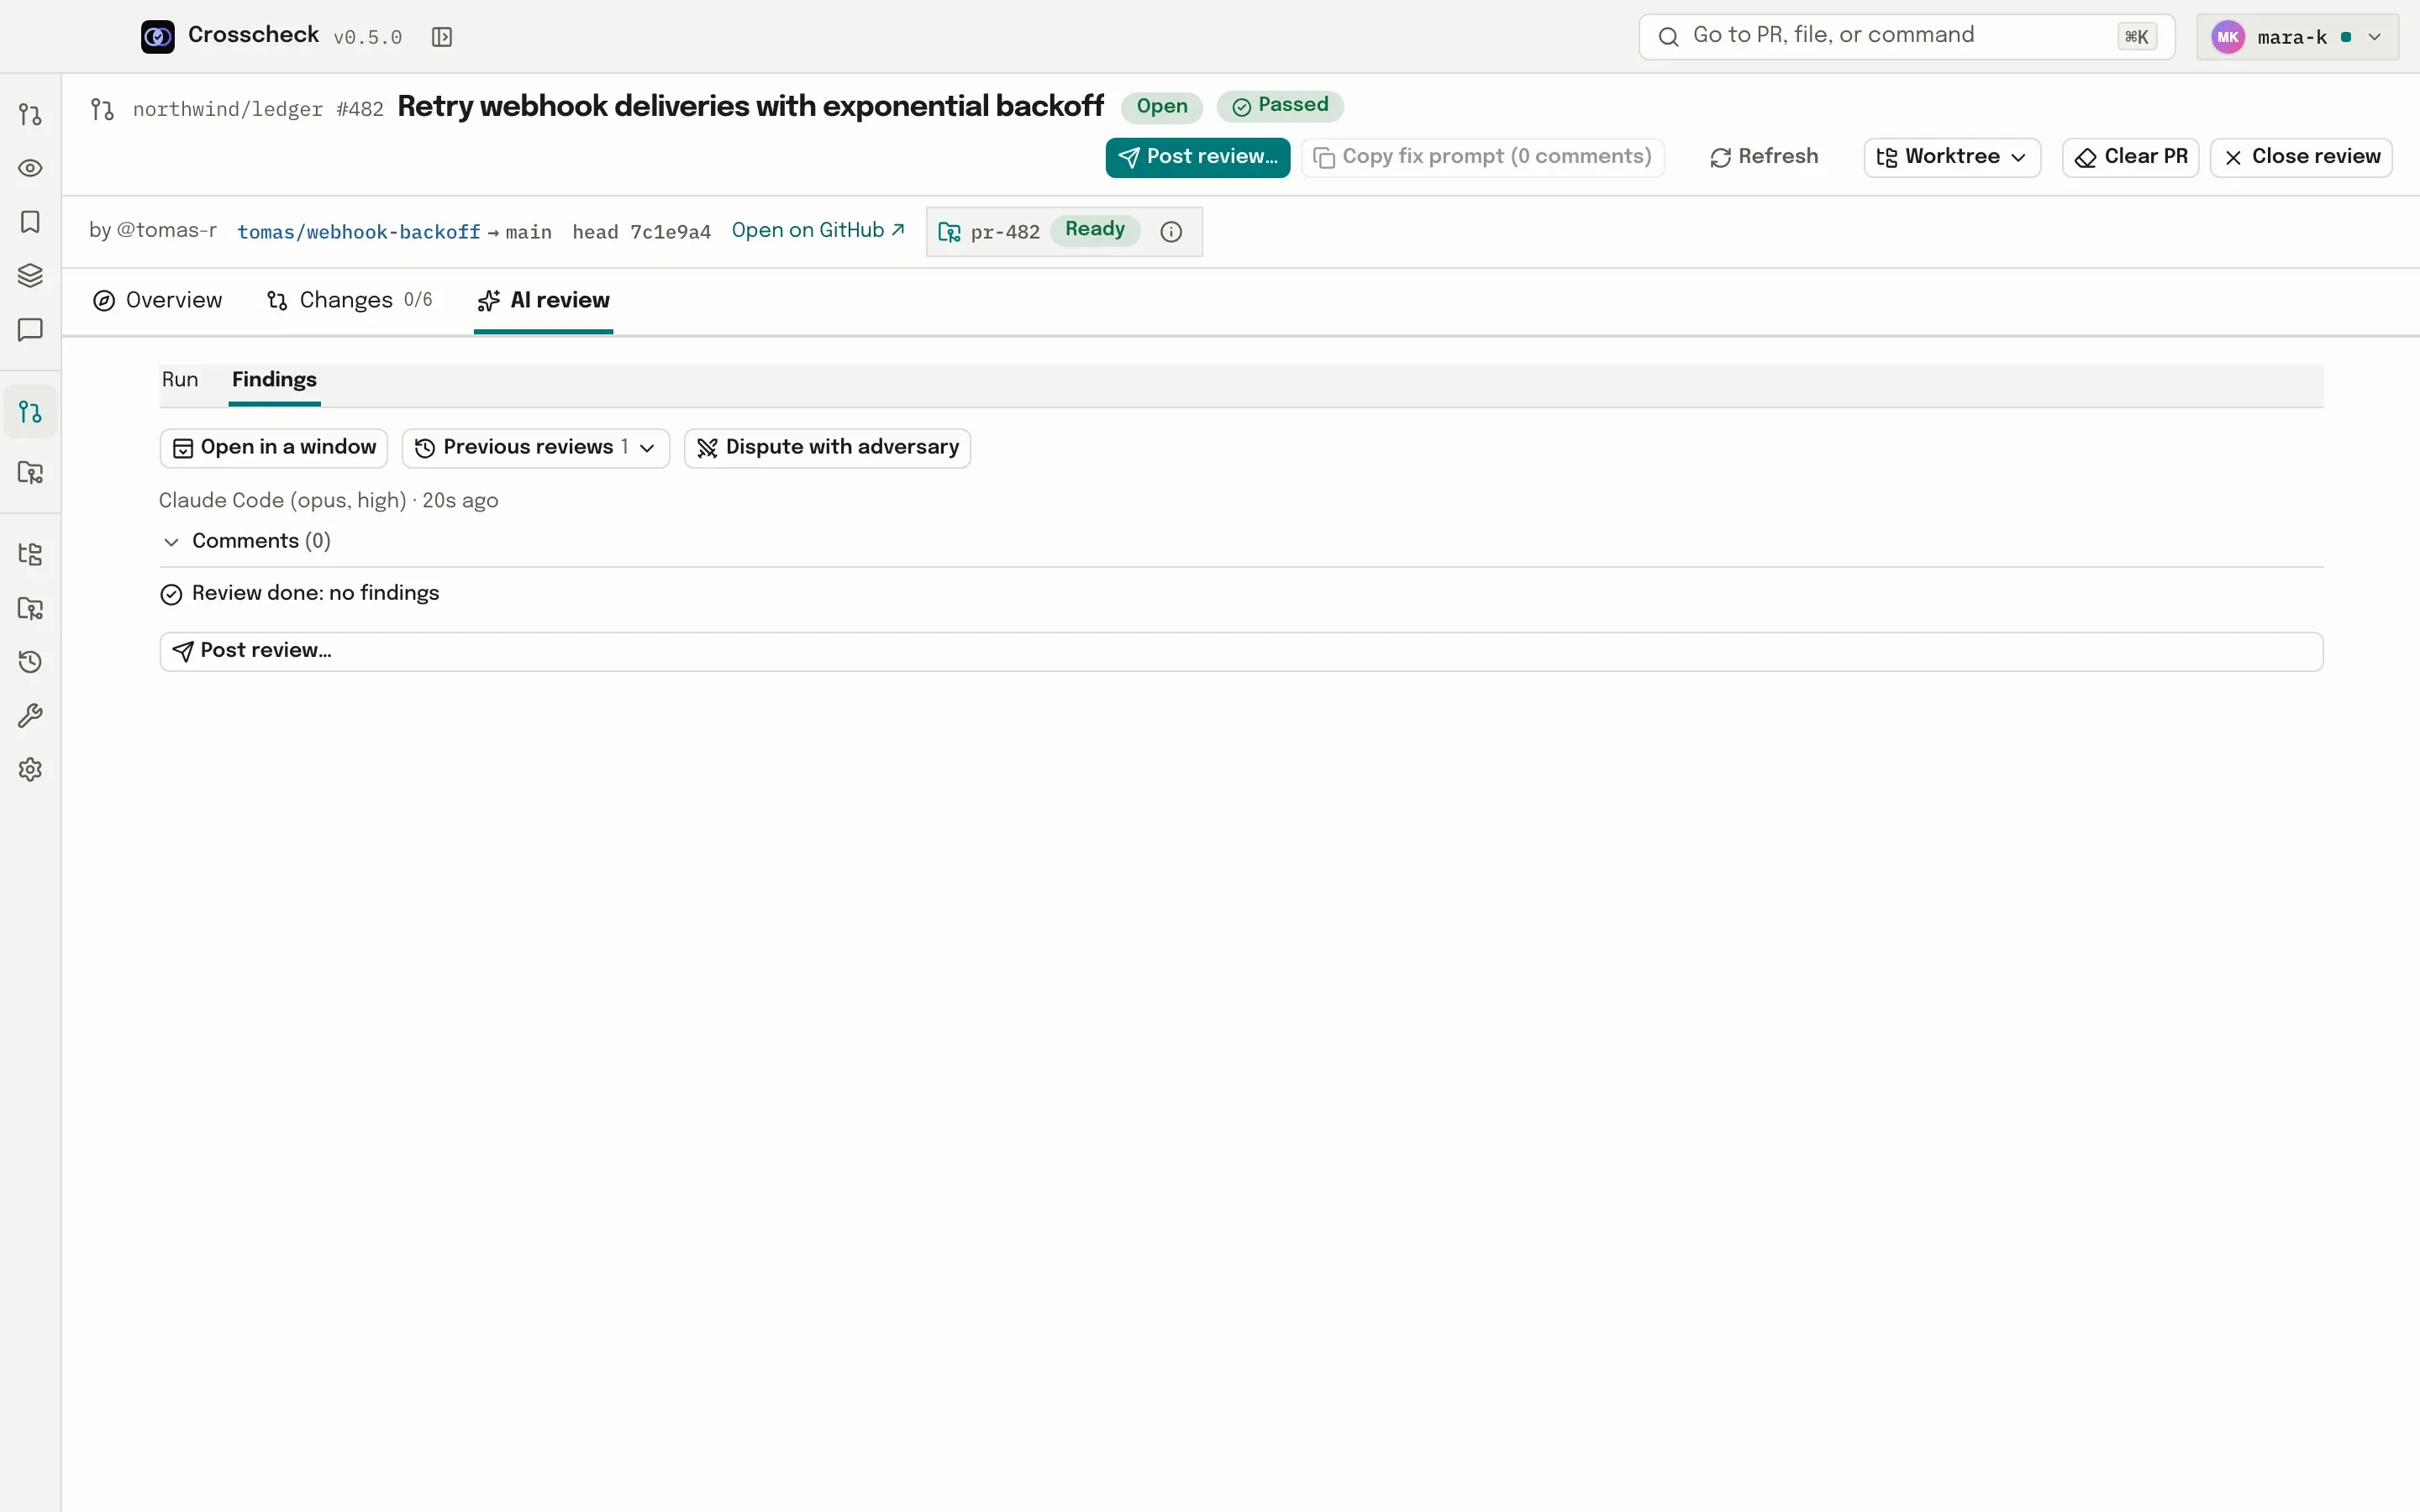 Crosscheck v0.5.0
Go to PR, file, or command ⌘K
MK mara-k
northwind/ledger #482 Retry webhook deliveries with exponential backoff Open Passed
Post review… Copy fix prompt (0 comments) Refresh Worktree Clear PR Close review
by @tomas-r tomas/webhook-backoff → main head 7c1e9a4 Open on GitHub ↗ pr-482 Ready
Overview Changes 0/6 AI review
Run Findings
Open in a window Previous reviews 1 Dispute with adversary
Claude Code (opus, high) · 20s ago
Comments (0)
Review done: no findings
Post review…